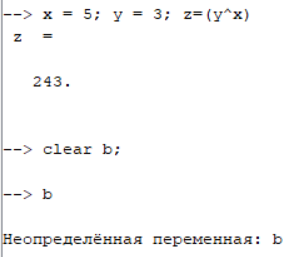 --> x = 5; y = 3; z=(y^x)
z  =
243.
--> clear b;
--> b
Неопределённая переменная: b